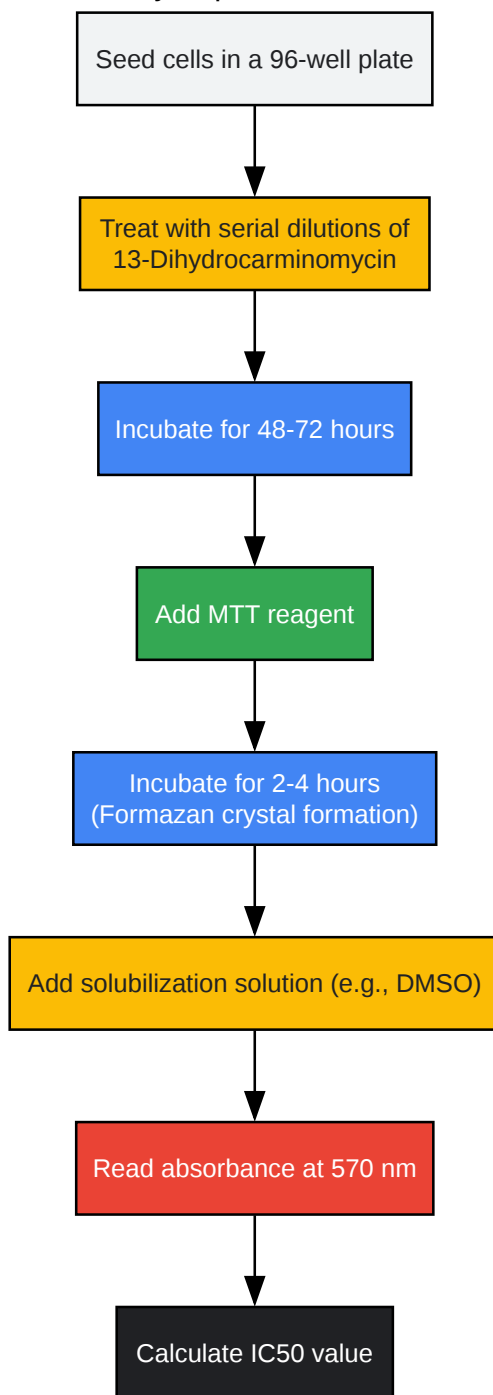 Seed cells in a 96-well plate
Treat with serial dilutions of
13-Dihydrocarminomycin
Incubate for 48-72 hours
Add MTT reagent
Incubate for 2-4 hours
(Formazan crystal formation)
Add solubilization solution (e.g., DMSO)
Read absorbance at 570 nm
Calculate IC50 value